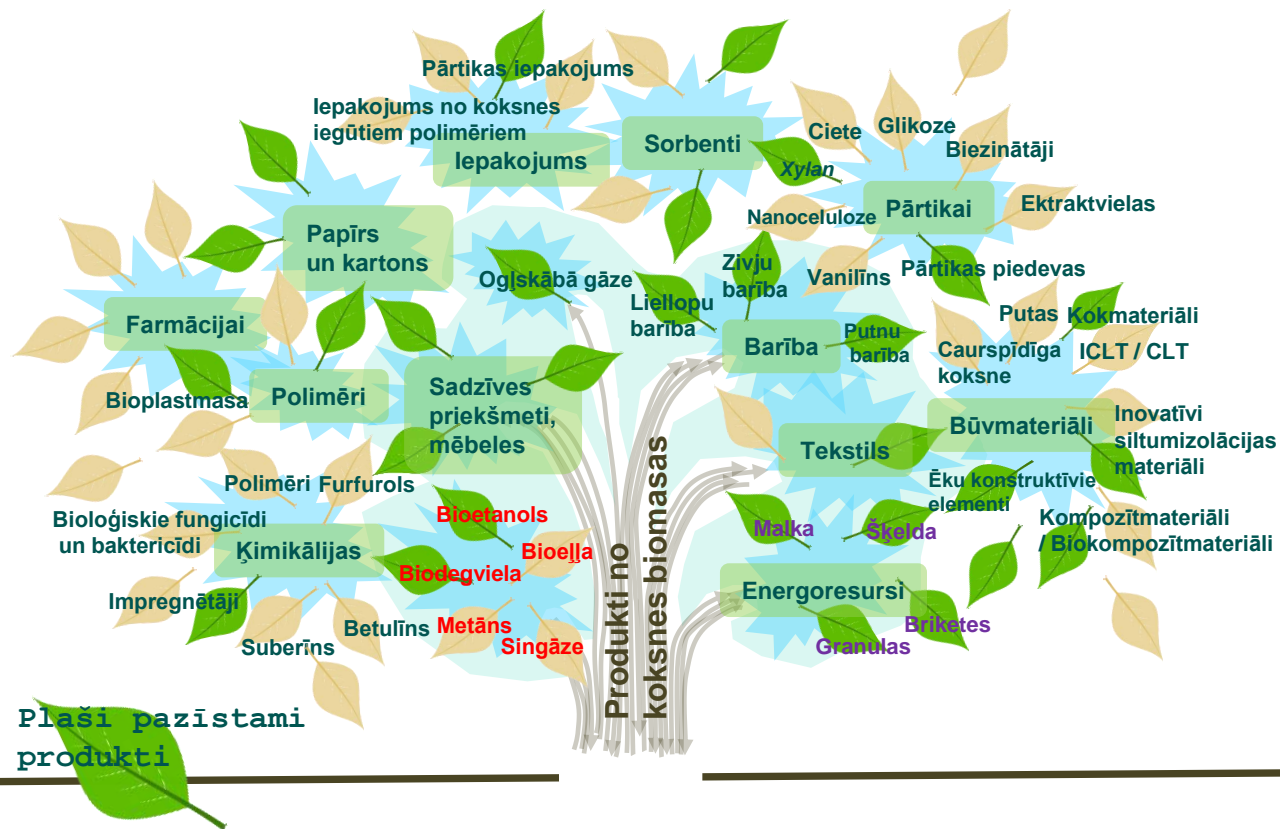 Pārtikas iepakojums
Iepakojums no koksnes
iegūtiem polimēriem
Iepakojums
Sorbenti
Ciete
Glikoze
Biezinātāji
Xylan
Pārtikai
Ektraktvielas
Nanoceluloze
Vanilīns
Pārtikas piedevas
Papīrs
un kartons
Ogļskābā gāze
Zivju
barība
Liellopu
barība
Putnu
barība
Barība
Farmācijai
Bioplastmasa
Polimēri
Sadzīves
priekšmeti,
mēbeles
Putas
Kokmateriāli
Caurspīdīga
koksne
ICLT / CLT
Būvmateriāli
Inovatīvi
siltumizolācijas
materiāli
Tekstils
Ēku konstruktīvie
elementi
Kompozītmateriāli
/ Biokompozītmateriāli
Polimēri
Furfurols
Bioloģiskie fungicīdi
un baktericīdi
Ķimikālijas
Impregnētāji
Suberīns
Betulīns
Bioetanols
Bioeļļa
Biodegviela
Metāns
Singāze
Produkti no
koksnes biomasas
Malka
Šķelda
Energoresursi
Briketes
Granulas
Plaši pazīstami
produkti